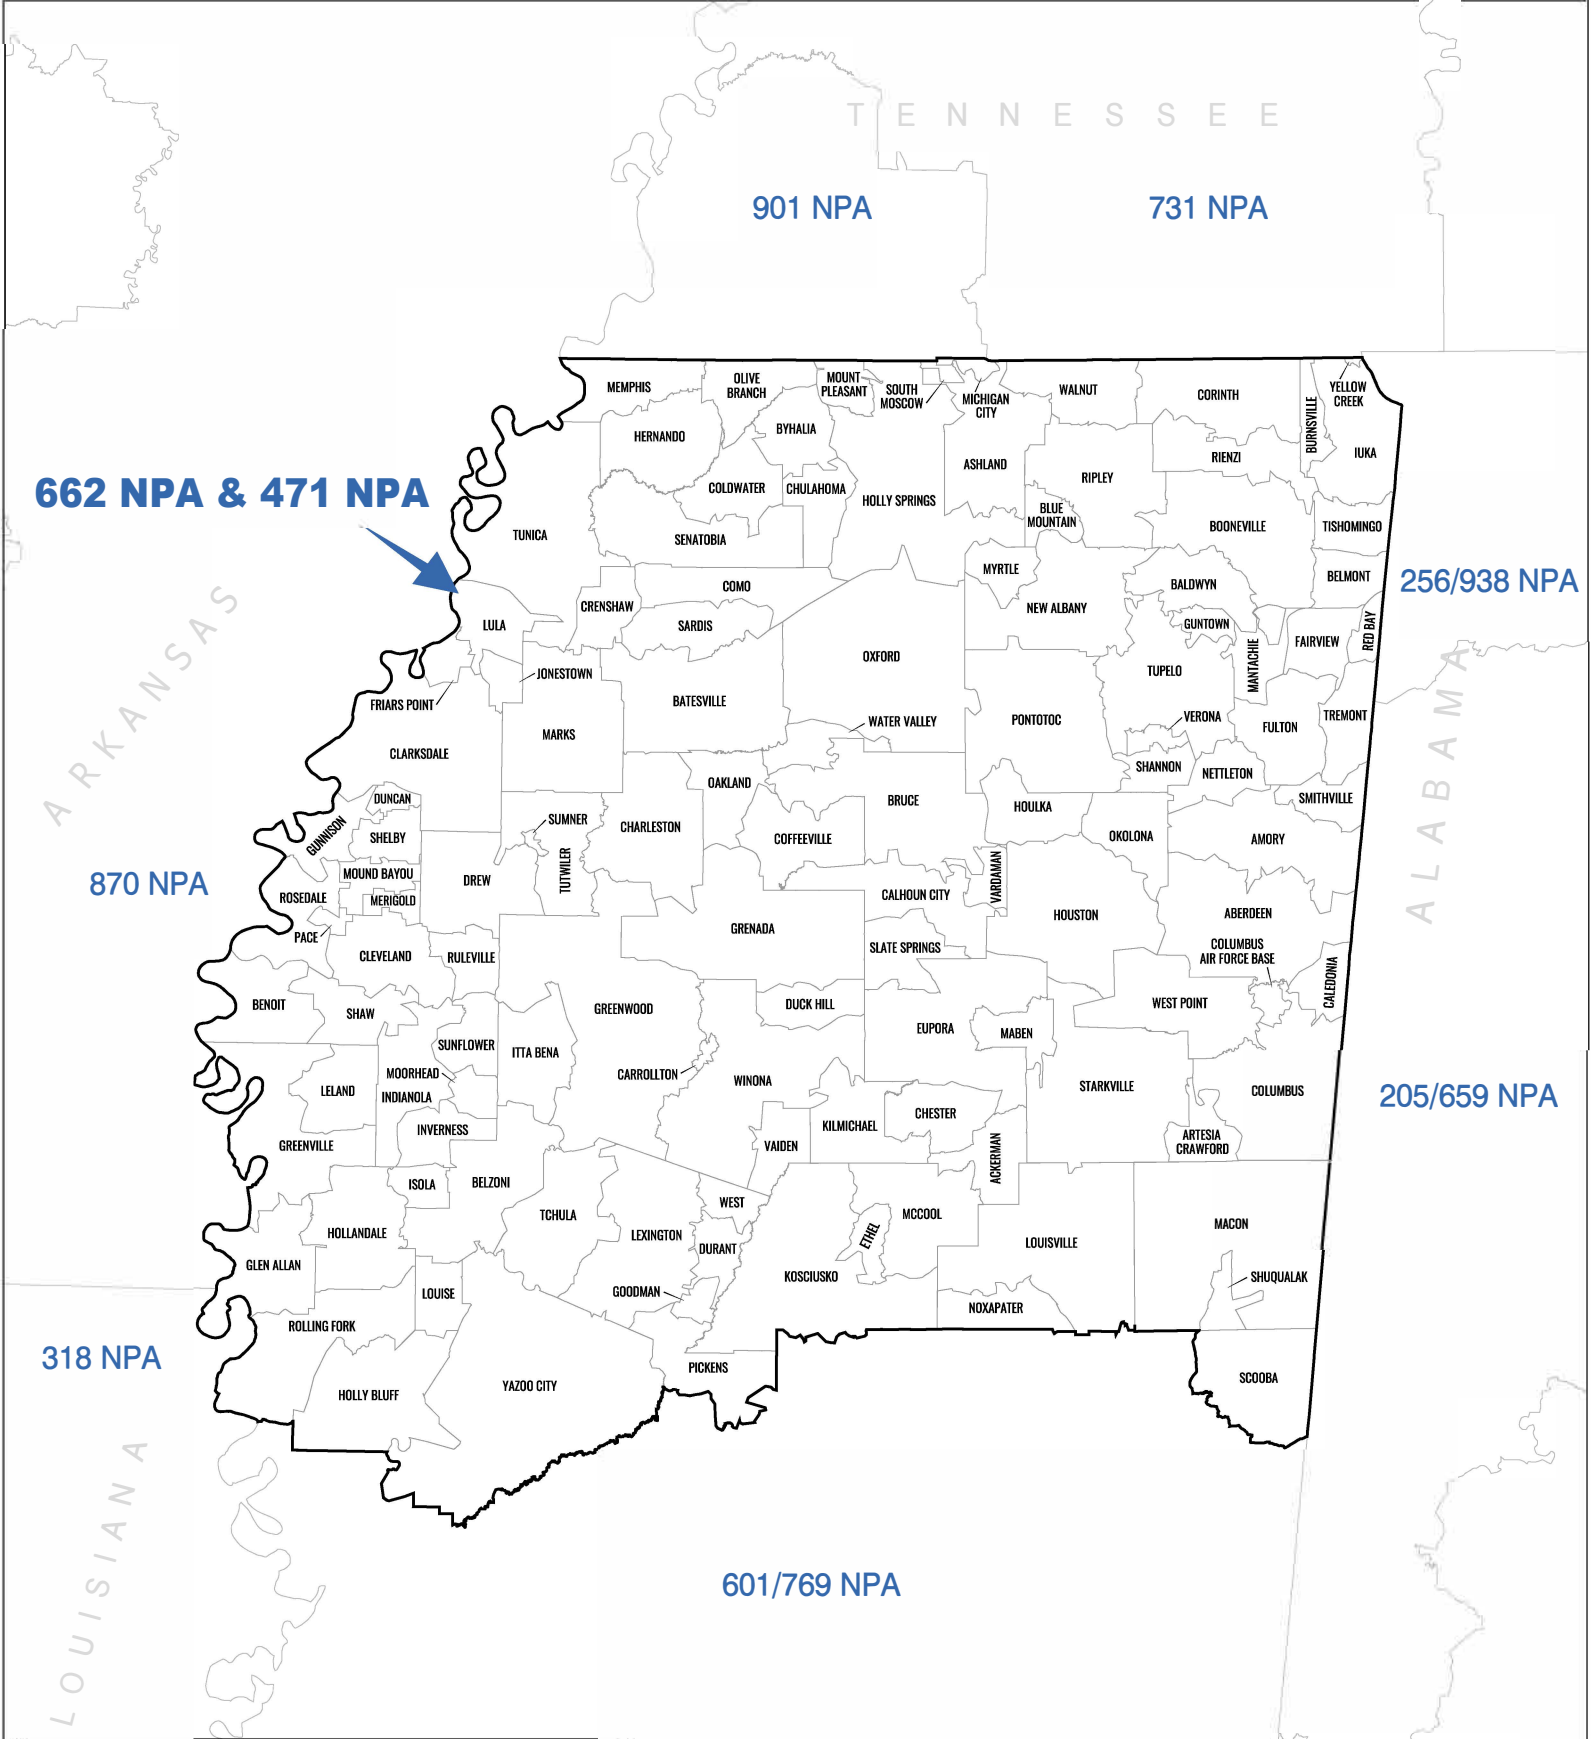 TENNESSEE
901 NPA
731 NPA
MEMPHIS
OLIVE
BRANCH
MOUNT
PLEASANT
SOUTH
MOSCOW
MICHIGAN
CITY
WALNUT
CORINTH
YELLOW
CREEK
BURNSVILLE
HERNANDO
BYHALIA
ASHLAND
RIENZI
IUKA
662 NPA & 471 NPA
COLDWATER
CHULAHOMA
HOLLY SPRINGS
RIPLEY
BLUE
MOUNTAIN
BOONEVILLE
TISHOMINGO
TUNICA
SENATOBIA
MYRTLE
BALDWYN
BELMONT
256/938 NPA
COMO
CRENSHAW
NEW ALBANY
ARKANSAS
LULA
SARDIS
GUNTOWN
FAIRVIEW
RED BAY
OXFORD
MANTACHIE
TUPELO
JONESTOWN
FRIARS POINT
BATESVILLE
WATER VALLEY
PONTOTOC
VERONA
FULTON
TREMONT
ALABAMA
MARKS
CLARKSDALE
SHANNON
NETTLETON
OAKLAND
DUNCAN
BRUCE
HOULKA
SMITHVILLE
SUMNER
CHARLESTON
GUNNISON
SHELBY
COFFEEVILLE
OKOLONA
AMORY
870 NPA
MOUND BAYOU
DREW
TUTWILER
VARDAMAN
ROSEDALE
MERIGOLD
CALHOUN CITY
HOUSTON
ABERDEEN
PACE
GRENADA
CLEVELAND
RULEVILLE
SLATE SPRINGS
COLUMBUS
AIR FORCE BASE
CALEDONIA
BENOIT
SHAW
GREENWOOD
DUCK HILL
WEST POINT
EUPORA
MABEN
SUNFLOWER
ITTA BENA
MOORHEAD
CARROLLTON
WINONA
LELAND
INDIANOLA
STARKVILLE
COLUMBUS
205/659 NPA
CHESTER
KILMICHAEL
INVERNESS
GREENVILLE
VAIDEN
ACKERMAN
ARTESIA
CRAWFORD
ISOLA
BELZONI
WEST
TCHULA
MCCOOL
MACON
HOLLANDALE
LEXINGTON
ETHEL
DURANT
LOUISVILLE
GLEN ALLAN
KOSCIUSKO
SHUQUALAK
LOUISE
GOODMAN
NOXAPATER
ROLLING FORK
318 NPA
PICKENS
YAZOO CITY
HOLLY BLUFF
SCOOBA
LOUISIANA
601/769 NPA